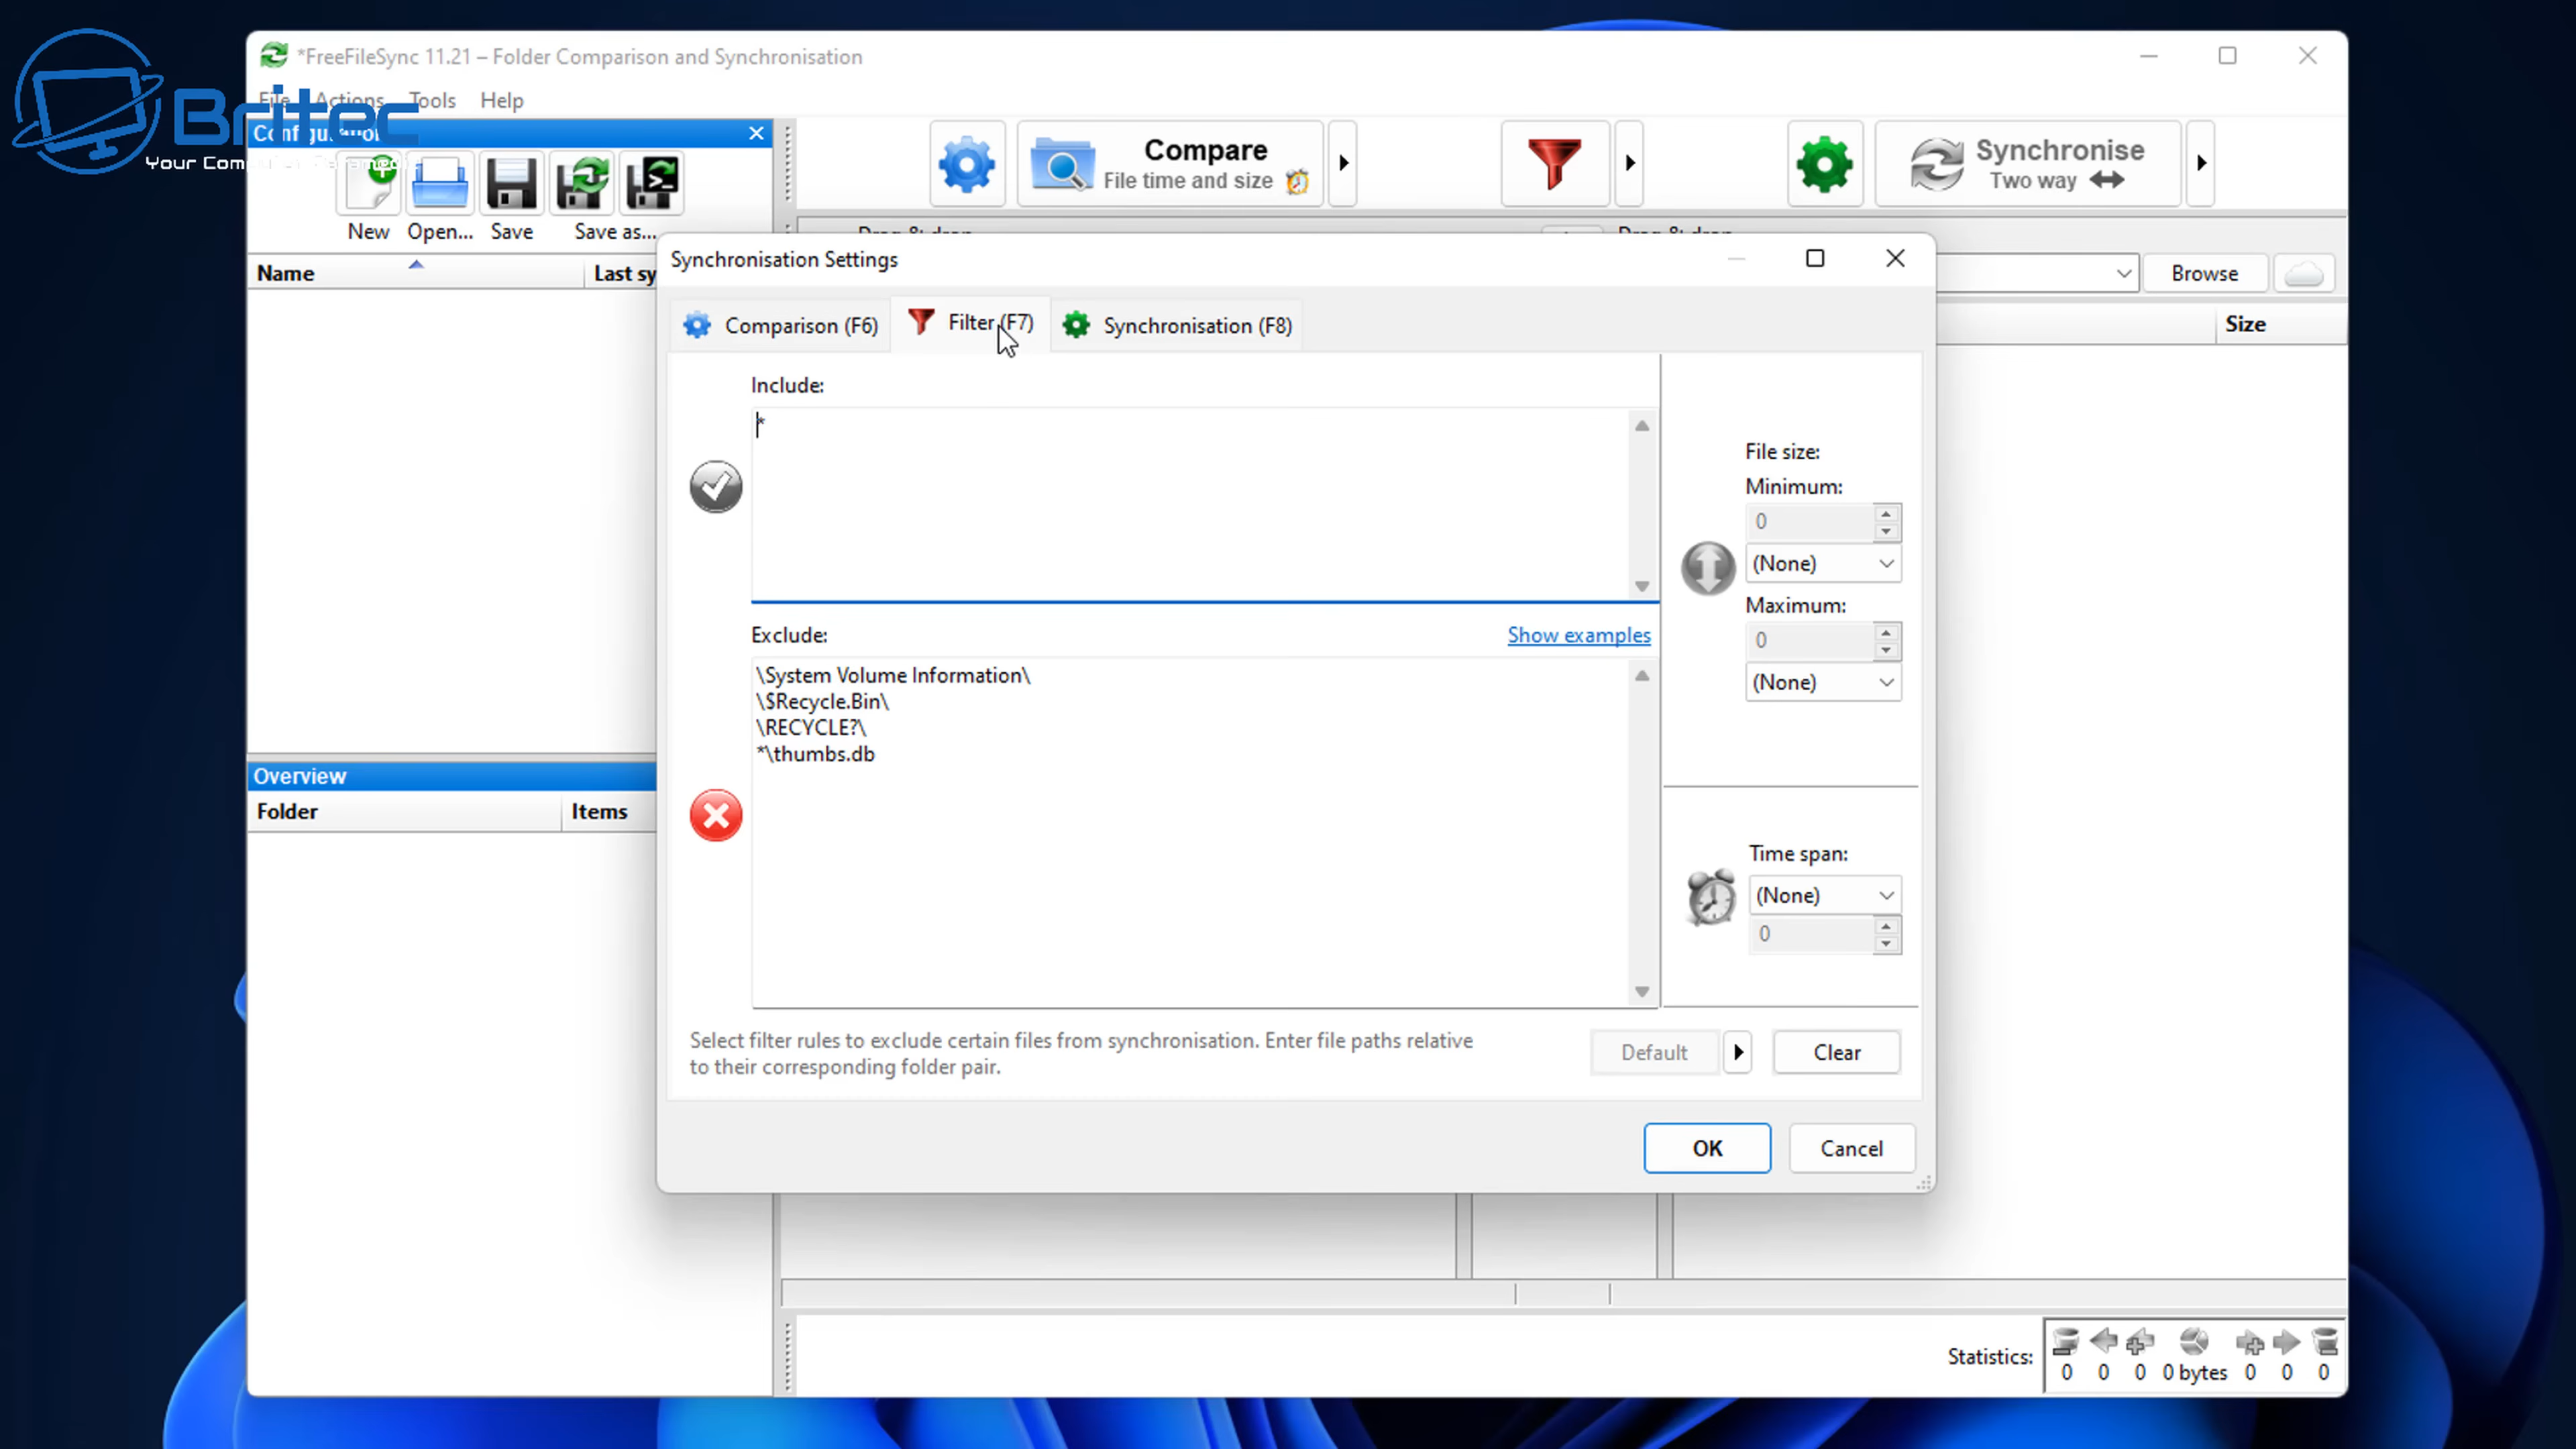 *FreeFileSync 11.21 – Folder Comparison and Synchronisation
File Actions Tools Help
Britec
Configuration
New Open... Save Save as...
Compare
File time and size
Synchronise
Two way
Name
Browse
Size
Synchronisation Settings
Comparison (F6) Filter (F7) Synchronisation (F8)
Include:
*
File size:
Minimum:
0
(None)
Maximum:
0
(None)
Exclude: Show examples
\System Volume Information\
\$Recycle.Bin\
\RECYCLE?\
*\thumbs.db
Time span:
(None)
0
Select filter rules to exclude certain files from synchronisation. Enter file paths relative
to their corresponding folder pair.
Default Clear
OK Cancel
Overview
Folder Items
Statistics:
0 0 0 0 bytes 0 0 0